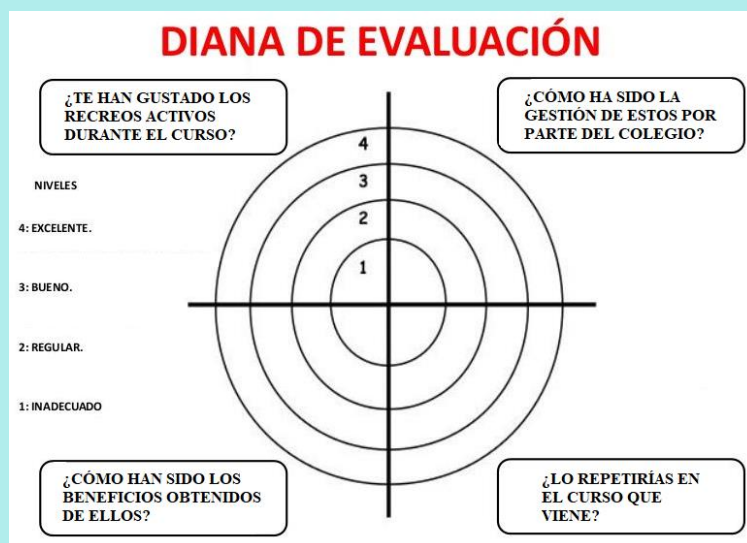 DIANA DE EVALUACIÓN
¿TE HAN GUSTADO LOS
RECREOS ACTIVOS
DURANTE EL CURSO?
¿CÓMO HA SIDO LA
GESTIÓN DE ESTOS POR
PARTE DEL COLEGIO?
NIVELES
4: EXCELENTE.
3: BUENO.
2: REGULAR.
1: INADECUADO
4
3
2
1
¿CÓMO HAN SIDO LOS
BENEFICIOS OBTENIDOS
DE ELLOS?
¿LO REPETIRÍAS EN
EL CURSO QUE
VIENE?